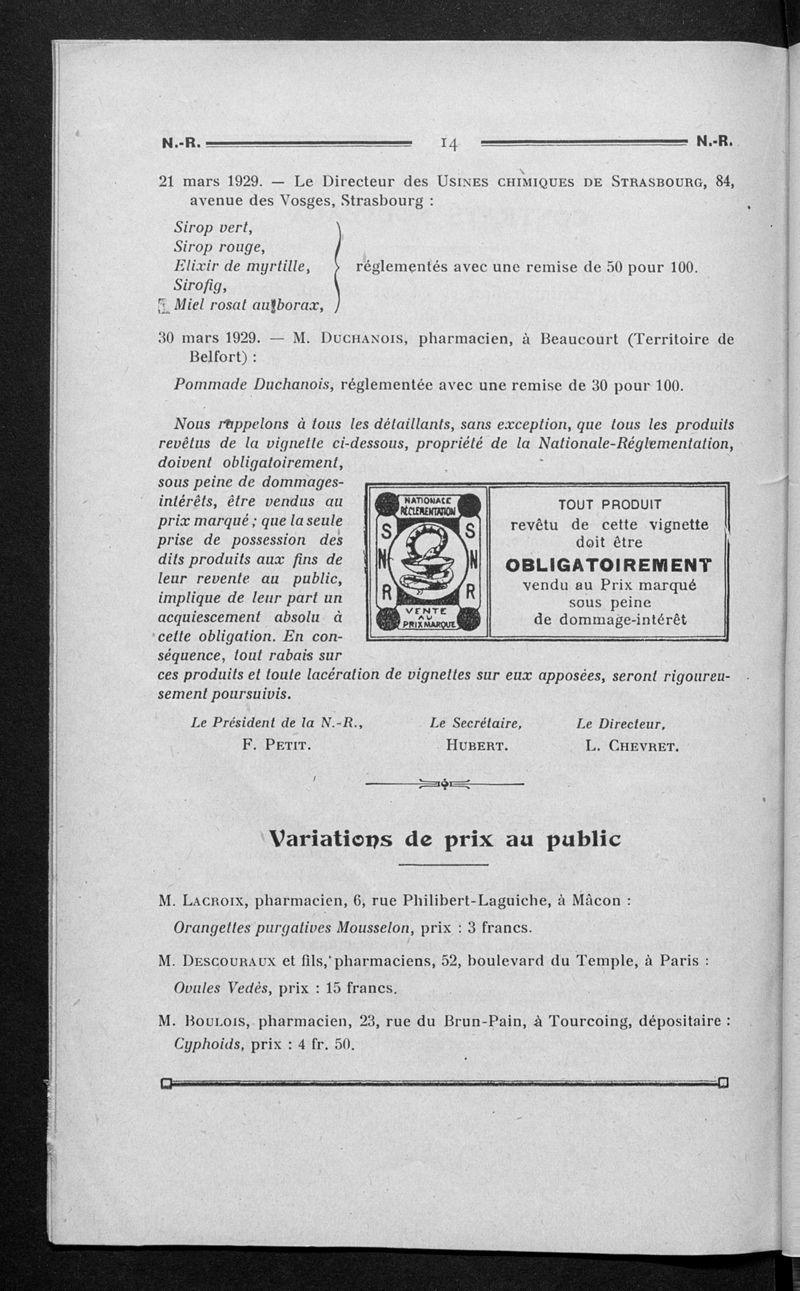 N.-R. 14 N.-R.
21 mars 1929. — Le Directeur des USINES CHIMIQUES DE STRASBOURG, 84,
avenue des Vosges, Strasbourg :
Sirop vert,
Sirop rouge,
Elixir de myrtille, réglementés avec une remise de 50 pour 100.
Sirofig,
Miel rosat au borax,
30 mars 1929. — M. DUCHANOIS, pharmacien, à Beaucourt (Territoire de
Belfort) :
Pommade Duchanois, réglementée avec une remise de 30 pour 100.
Nous rappelons à tous les détaillants, sans exception, que tous les produits
revêtus de la vignette ci-dessous, propriété de la Nationale-Réglementation,
doivent obligatoirement,
sous peine de dommages-
intérêts, être vendus au
prix marqué ; que la seule
prise de possession des
dits produits aux fins de
leur revente au public,
implique de leur part un
acquiescement absolu à
cette obligation. En con-
séquence, tout rabais sur
NATIONALE
RÉGLEMENTATION
S S
N N
R R
VENTE
AU
PRIX MARQUÉ
TOUT PRODUIT
revêtu de cette vignette
doit être
OBLIGATOIREMENT
vendu au Prix marqué
sous peine
de dommage-intérêt
ces produits et toute lacération de vignettes sur eux apposées, seront rigoureu-
sement poursuivis.
Le Président de la N.-R., Le Secrétaire, Le Directeur,
F. PETIT. HUBERT. L. CHEVRET.
Variations de prix au public
M. LACROIX, pharmacien, 6, rue Philibert-Laguiche, à Mâcon :
Orangettes purgatives Mousselon, prix : 3 francs.
M. DESCOURAUX et fils, pharmaciens, 52, boulevard du Temple, à Paris :
Ovules Vedès, prix : 15 francs.
M. BOULOIS, pharmacien, 23, rue du Brun-Pain, à Tourcoing, dépositaire :
Cyphoids, prix : 4 fr. 50.